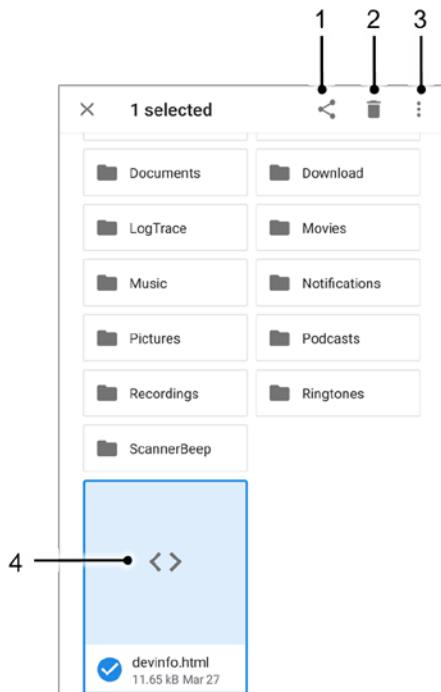 1 2 3
1 selected
Documents Download
LogTrace Movies
Music Notifications
Pictures Podcasts
Recordings Ringtones
ScannerBeep
4
devinfo.html
11.65 kB Mar 27